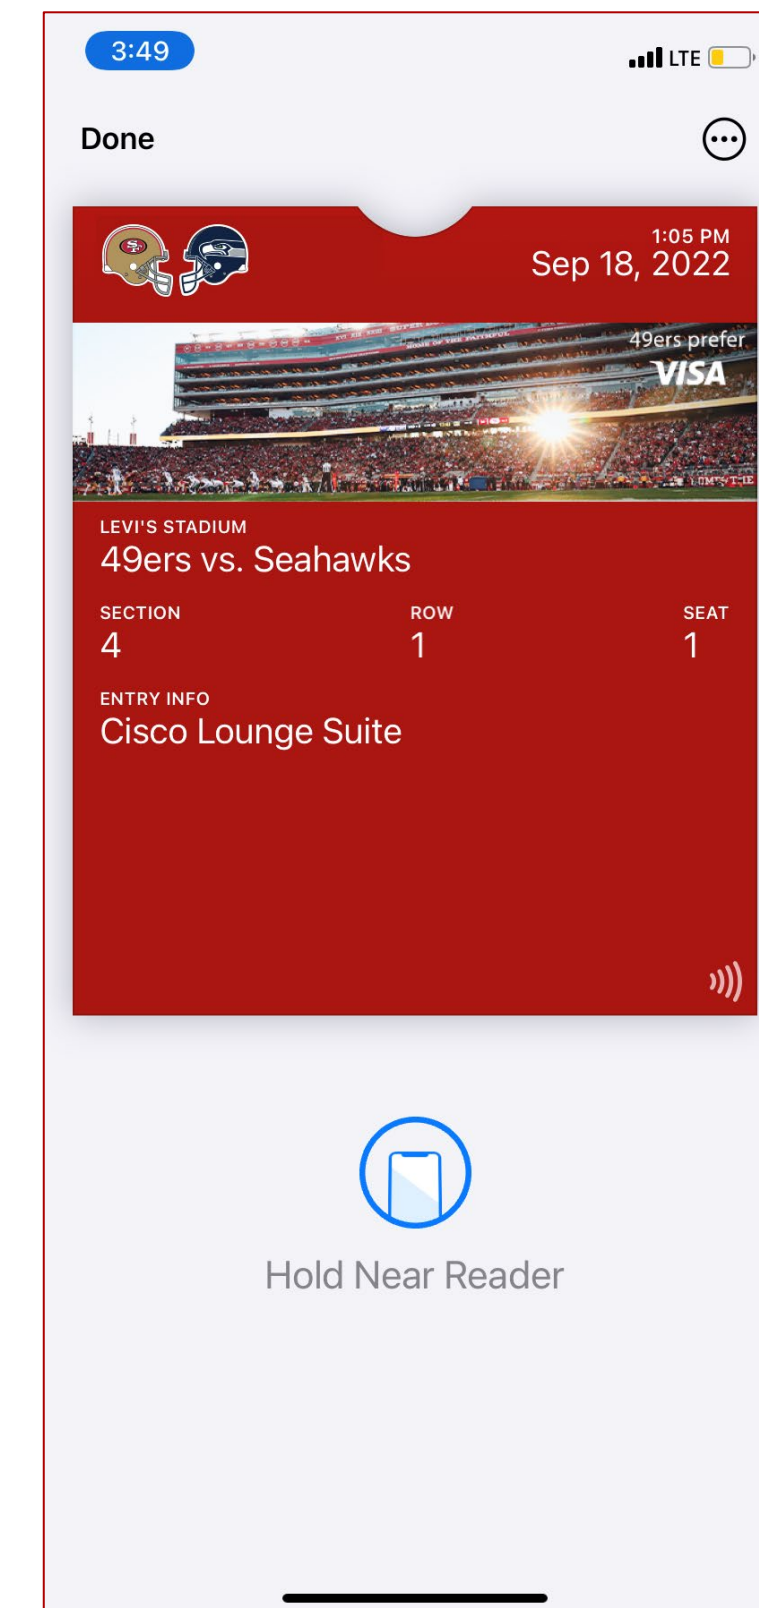 3:49
LTE
Done
1:05 PM
Sep 18, 2022
49ers prefer
VISA
LEVI'S STADIUM
49ers vs. Seahawks
SECTION ROW SEAT
4 1 1
ENTRY INFO
Cisco Lounge Suite
Hold Near Reader